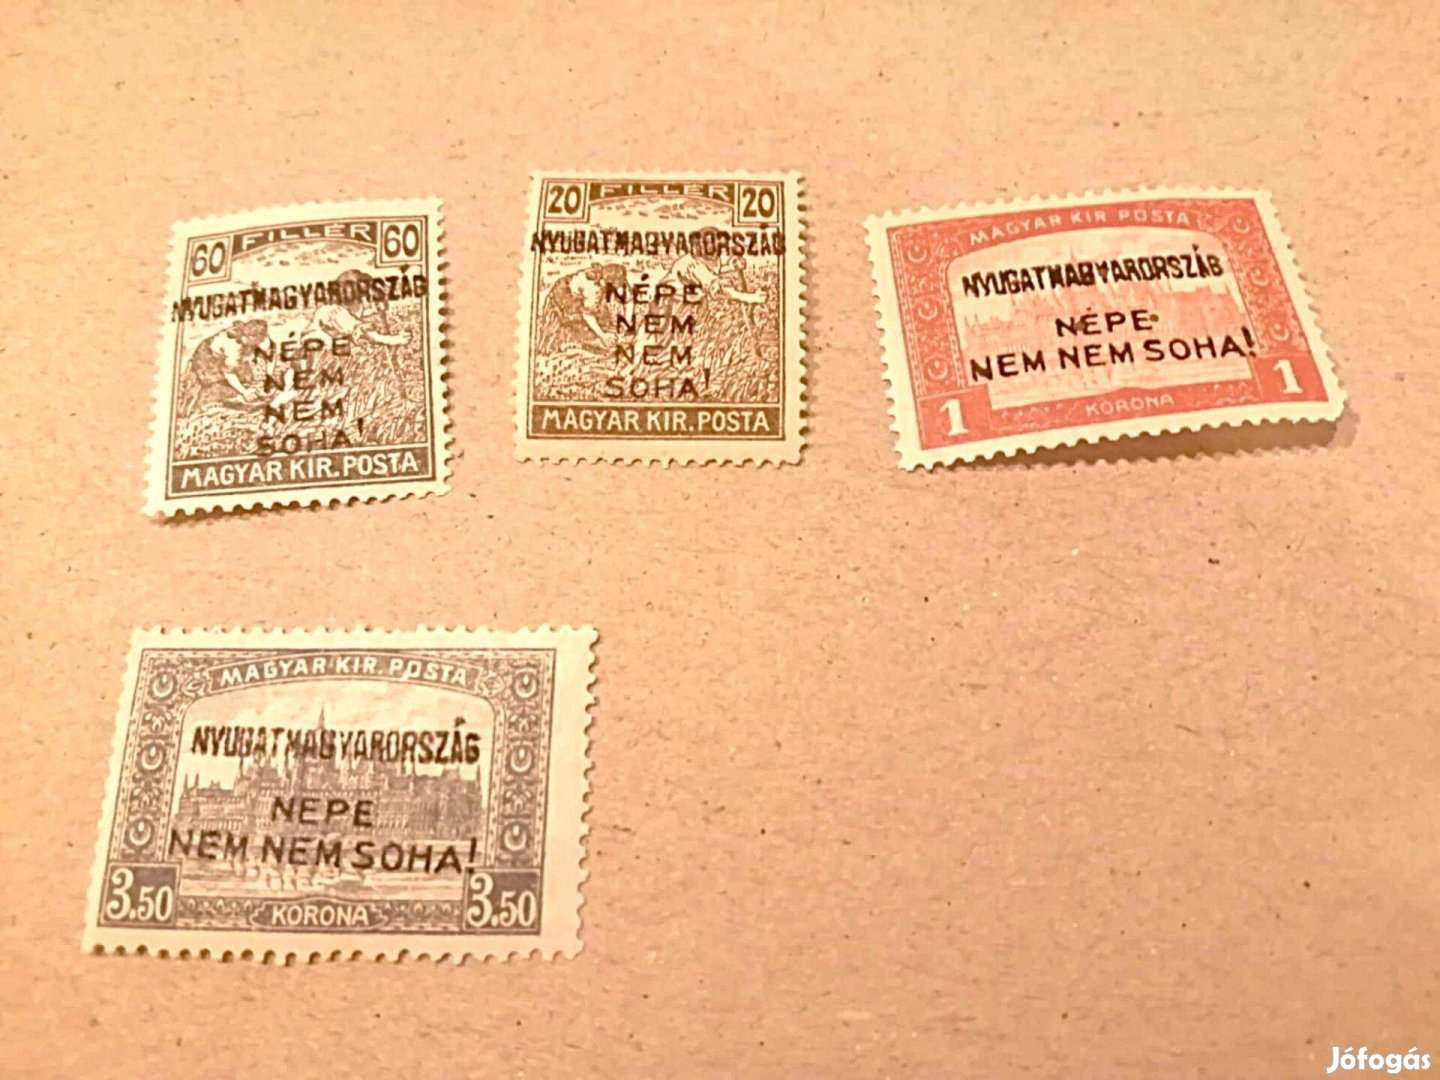 60 FILLÉR 60
NYUGATMAGYARORSZÁG
NÉPE
NEM
NEM
SOHA!
MAGYAR KIR. POSTA
20 FILLÉR 20
NYUGATMAGYARORSZÁG
NÉPE
NEM
NEM
SOHA!
MAGYAR KIR. POSTA
MAGYAR KIR. POSTA
NYUGATMAGYARORSZÁG
NÉPE
NEM NEM SOHA!
1 KORONA 1
MAGYAR KIR. POSTA
NYUGATMAGYARORSZÁG
NEPE
NEM NEM SOHA!
3.50 KORONA 3.50
Jófogás